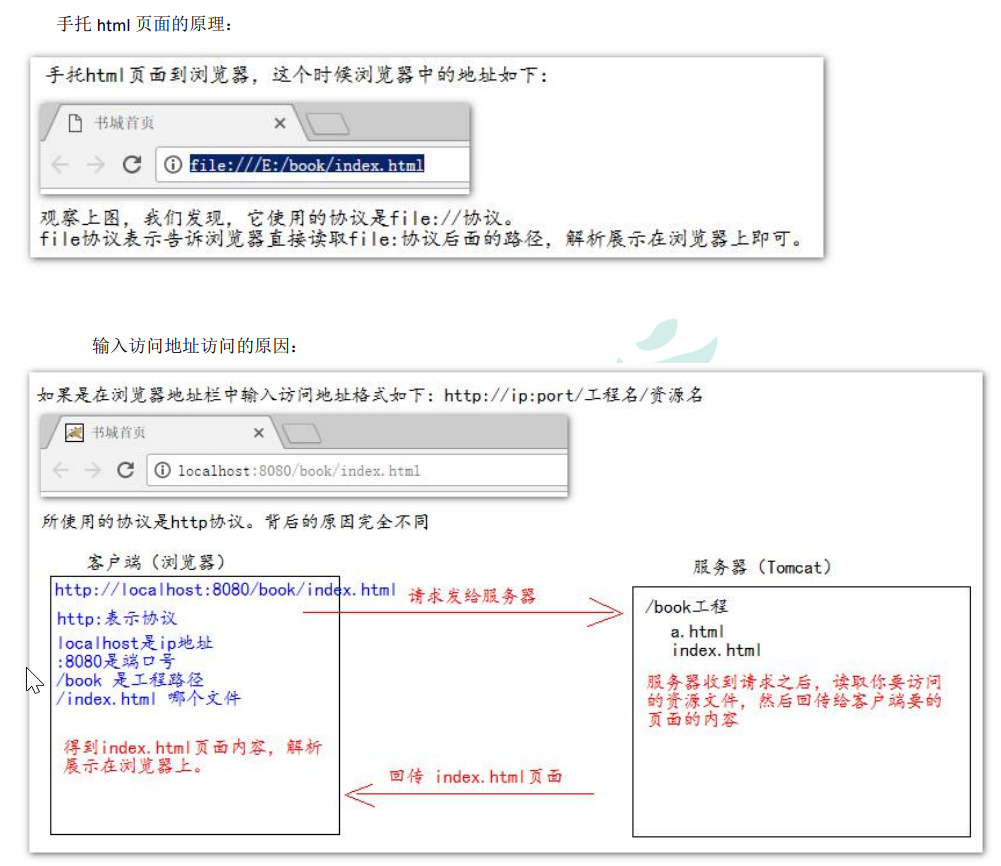 手托 html 页面的原理:
手托html页面到浏览器，这个时候浏览器中的地址如下:
书城首页
file:///E:/book/index.html
观察上图，我们发现，它使用的协议是file://协议。
file协议表示告诉浏览器直接读取file:协议后面的路径，解析展示在浏览器上即可。
输入访问地址访问的原因:
如果是在浏览器地址栏中输入访问地址格式如下: http://ip:port/工程名/资源名
书城首页
localhost:8080/book/index.html
所使用的协议是http协议。背后的原因完全不同
客户端（浏览器）
http://localhost:8080/book/index.html
http:表示协议
localhost是ip地址
:8080是端口号
/book 是工程路径
/index.html 哪个文件
得到index.html页面内容，解析
展示在浏览器上。
请求发给服务器
回传 index.html页面
服务器（Tomcat）
/book工程
a.html
index.html
服务器收到请求之后，读取你要访问
的资源文件，然后回传给客户端要的
页面的内容